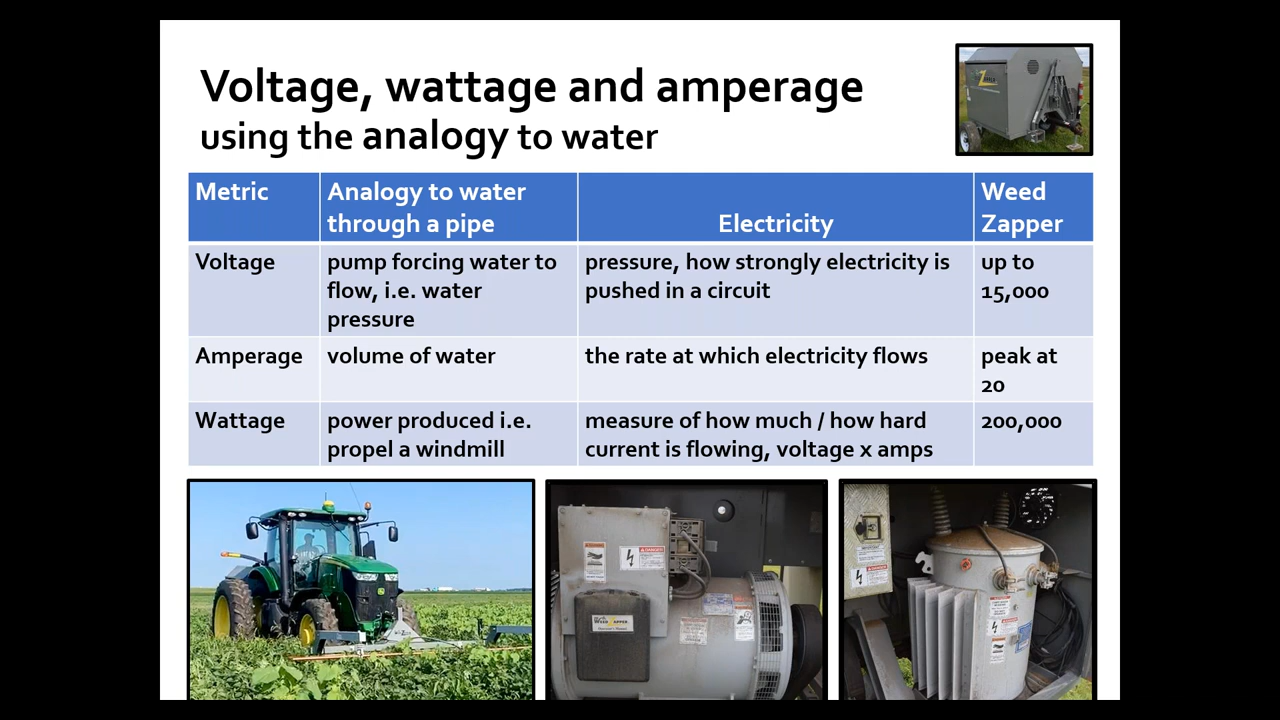 Voltage, wattage and amperage
using the analogy to water
Metric
Analogy to water
through a pipe
Electricity
Weed
Zapper
Voltage
pump forcing water to
flow, i.e. water
pressure
pressure, how strongly electricity is
pushed in a circuit
up to
15,000
Amperage
volume of water
the rate at which electricity flows
peak at
20
Wattage
power produced i.e.
propel a windmill
measure of how much / how hard
current is flowing, voltage x amps
200,000
DANGER
WEED ZAPPER